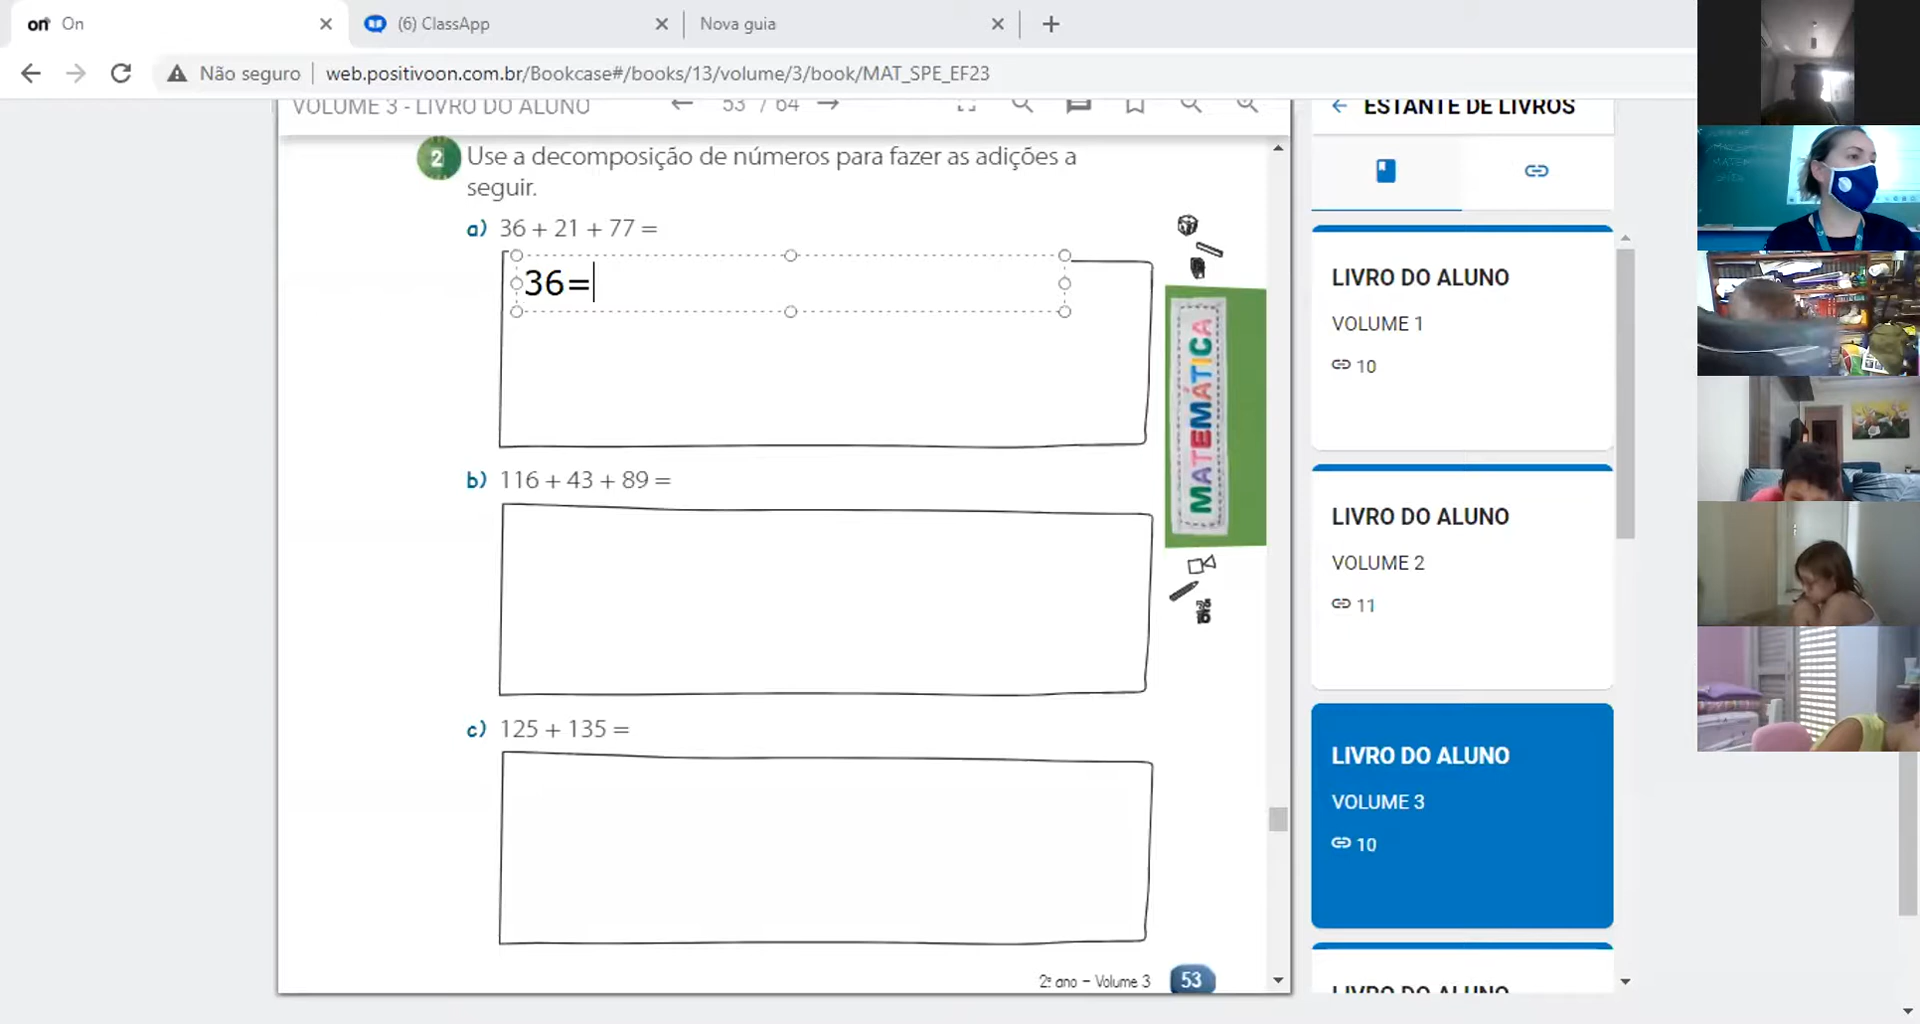 on On
(6) ClassApp
Nova guia
Não seguro
web.positivoon.com.br/Bookcase#/books/13/volume/3/book/MAT_SPE_EF23
VOLUME 3 - LIVRO DO ALUNO
53 / 64
2 Use a decomposição de números para fazer as adições a
seguir.
a) 36 + 21 + 77 =
36=
b) 116 + 43 + 89 =
c) 125 + 135 =
MATEMÁTICA
2º ano – Volume 3
53
ESTANTE DE LIVROS
LIVRO DO ALUNO
VOLUME 1
10
LIVRO DO ALUNO
VOLUME 2
11
LIVRO DO ALUNO
VOLUME 3
10
LIVRO DO ALUNO